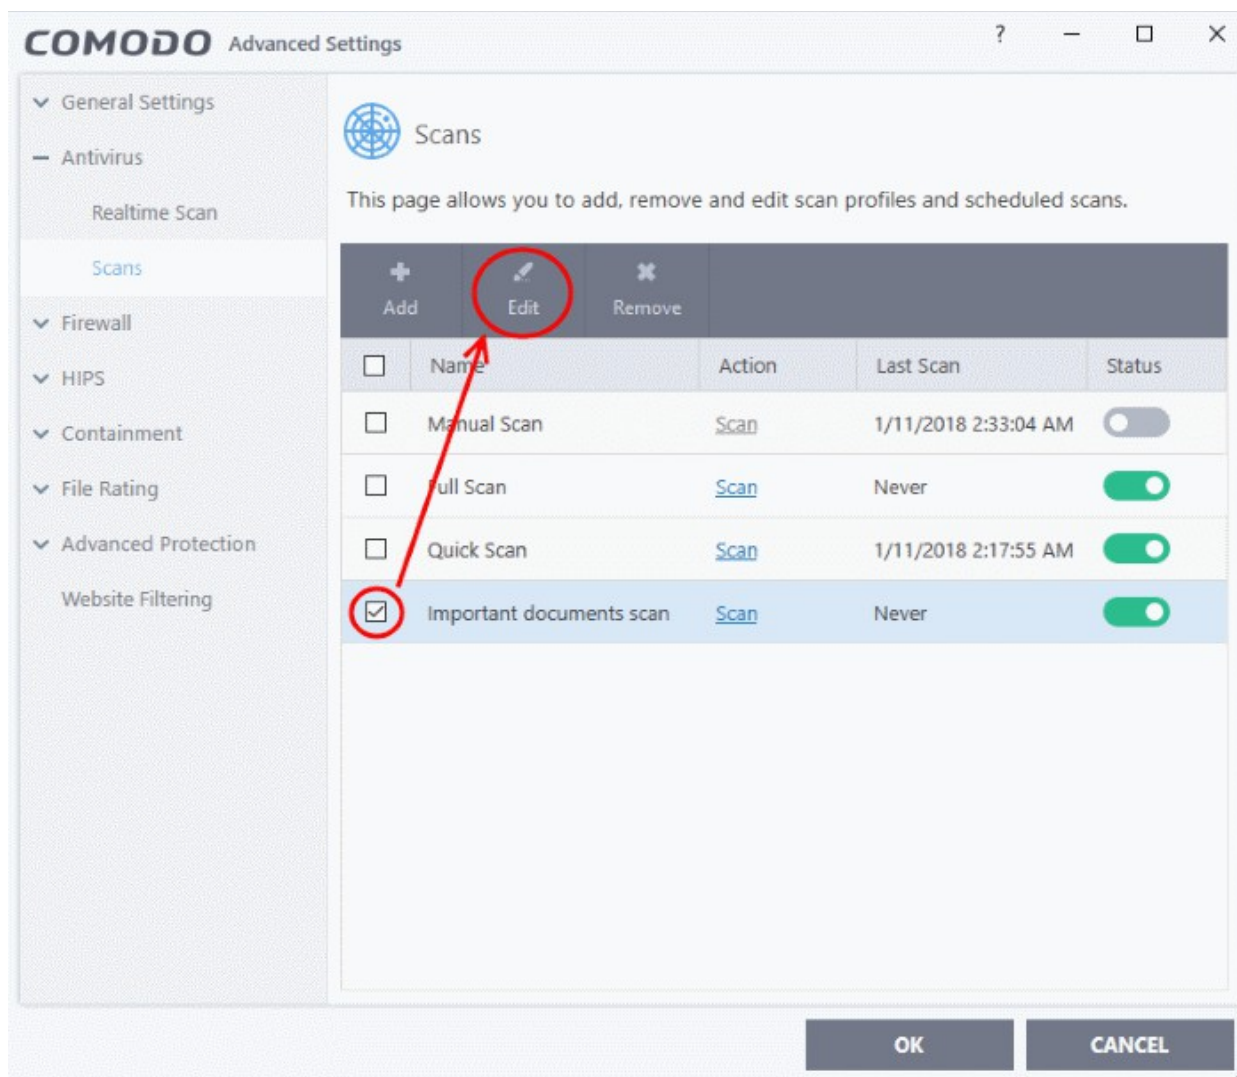 COMODO Advanced Settings ?
General Settings
Antivirus
Realtime Scan
Scans
Firewall
HIPS
Containment
File Rating
Advanced Protection
Website Filtering
Scans
This page allows you to add, remove and edit scan profiles and scheduled scans.
Add Edit Remove
Name Action Last Scan Status
Manual Scan Scan 1/11/2018 2:33:04 AM
Full Scan Scan Never
Quick Scan Scan 1/11/2018 2:17:55 AM
Important documents scan Scan Never
OK CANCEL